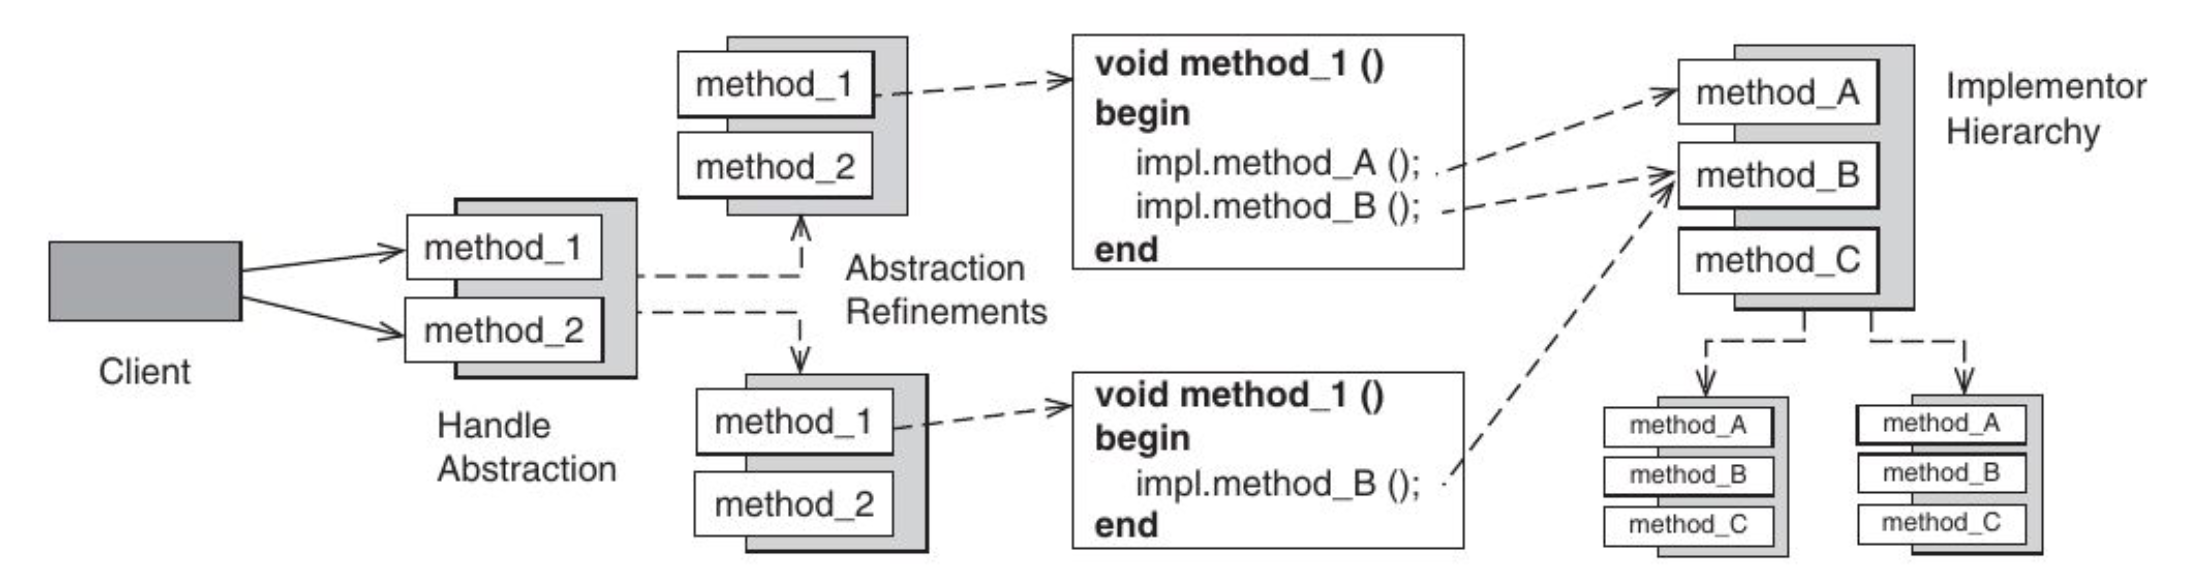 Client
method_1
method_2
Handle
Abstraction
method_1
method_2
Abstraction
Refinements
method_1
method_2
void method_1 ()
begin
impl.method_A ();
impl.method_B ();
end
void method_1 ()
begin
impl.method_B ();
end
method_A
method_B
method_C
Implementor
Hierarchy
method_A
method_B
method_C
method_A
method_B
method_C